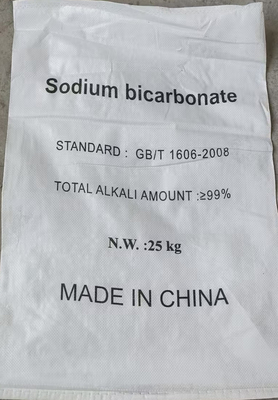 Sodium bicarbonate
STANDARD : GB/T 1606-2008
TOTAL ALKALI AMOUNT :≥99%
N.W. :25 kg
MADE IN CHINA